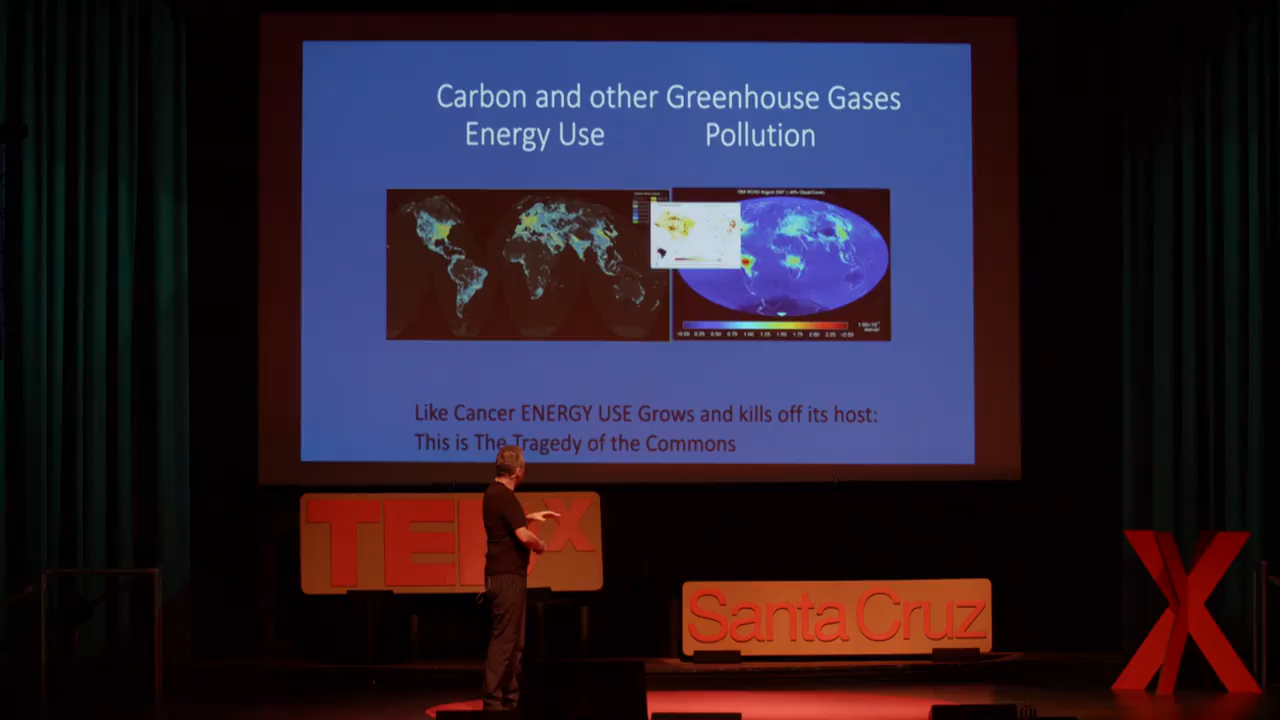 Carbon and other Greenhouse Gases
Energy Use Pollution
Like Cancer ENERGY USE Grows and kills off its host:
This is The Tragedy of the Commons
TEDx
Santa Cruz
X